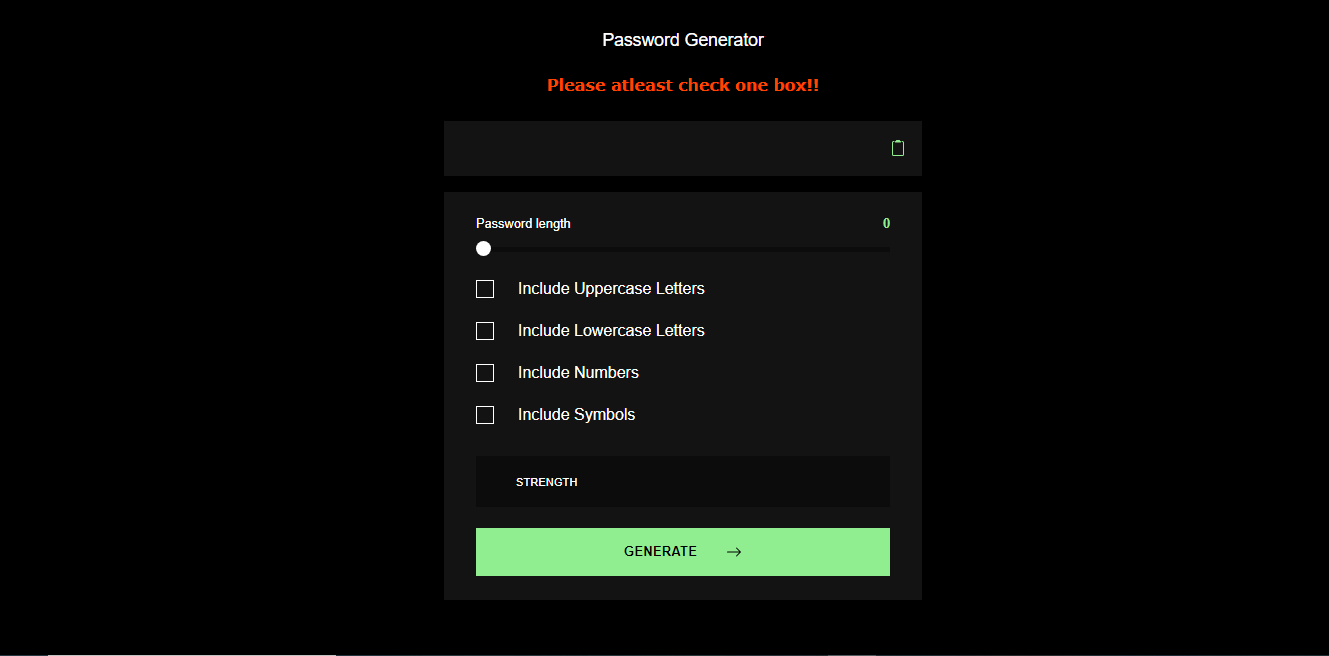 Password Generator
Please atleast check one box!!
Password length 0
Include Uppercase Letters
Include Lowercase Letters
Include Numbers
Include Symbols
STRENGTH
GENERATE →